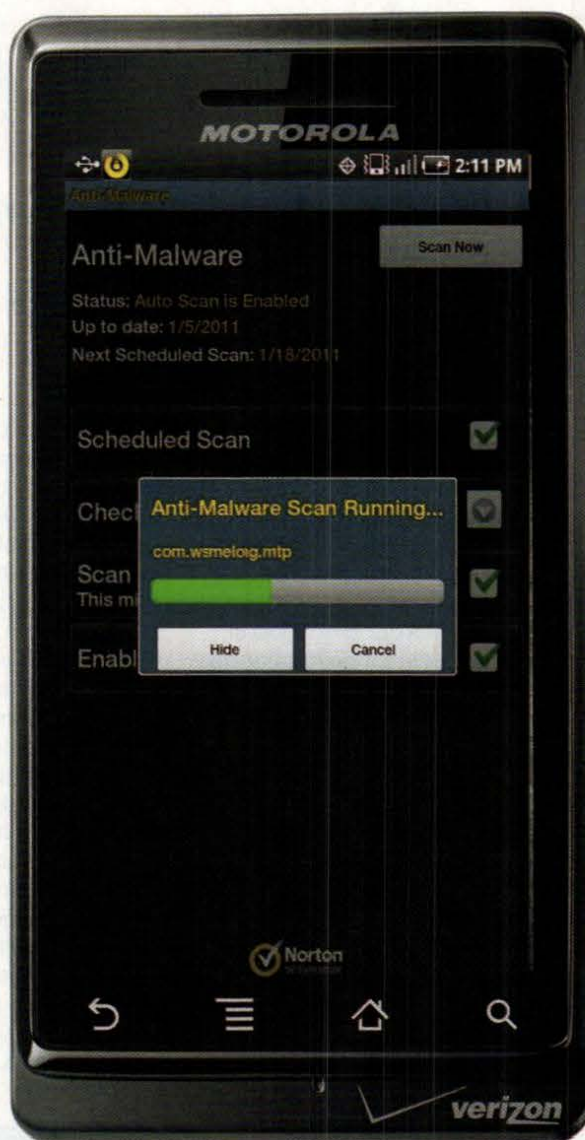 MOTOROLA
2:11 PM
Anti-Malware
Anti-Malware
Scan Now
Status: Auto Scan is Enabled
Up to date: 1/5/2011
Next Scheduled Scan: 1/18/2011
Scheduled Scan
Chec
Anti-Malware Scan Running...
com.wsmeloig.mtp
Scan
This mi
Hide
Cancel
Enabl
Norton
verizon